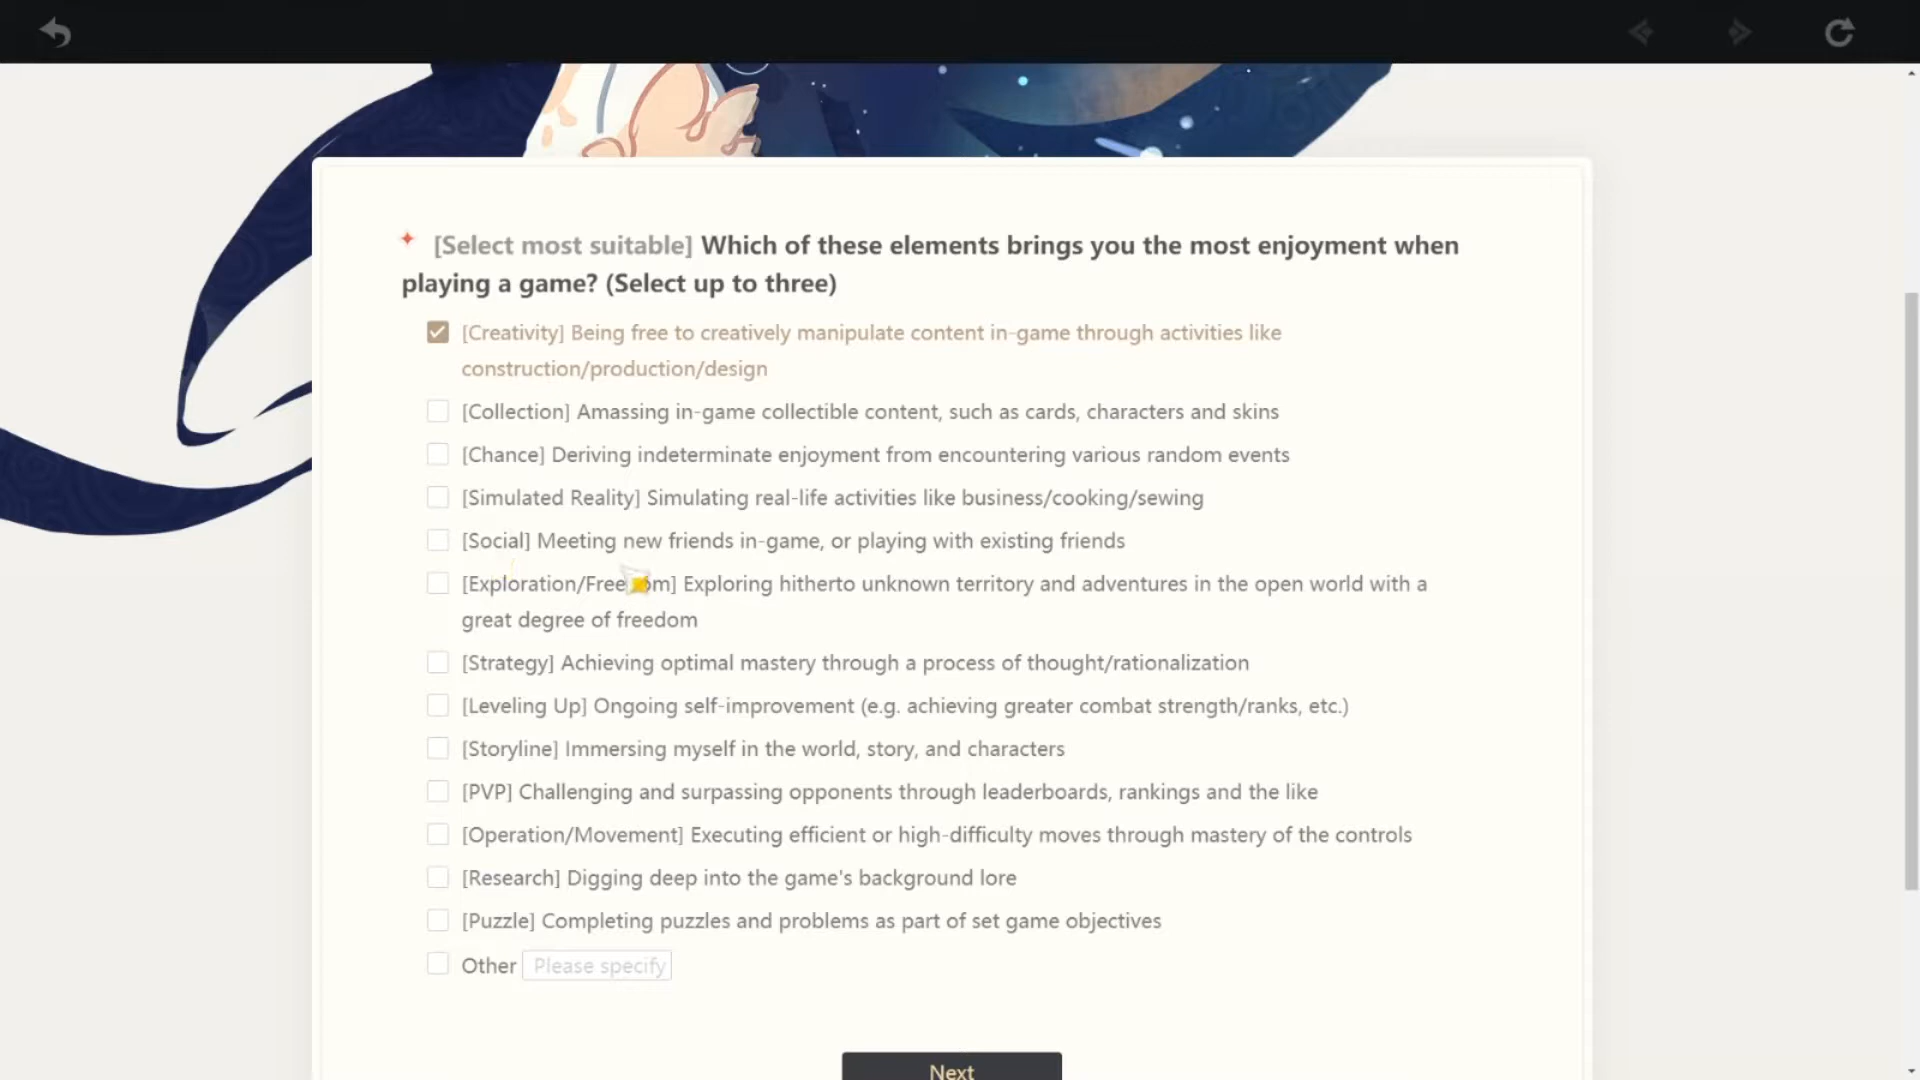 [Select most suitable] Which of these elements brings you the most enjoyment when
playing a game? (Select up to three)
[Creativity] Being free to creatively manipulate content in-game through activities like
construction/production/design
[Collection] Amassing in-game collectible content, such as cards, characters and skins
[Chance] Deriving indeterminate enjoyment from encountering various random events
[Simulated Reality] Simulating real-life activities like business/cooking/sewing
[Social] Meeting new friends in-game, or playing with existing friends
[Exploration/Freedom] Exploring hitherto unknown territory and adventures in the open world with a
great degree of freedom
[Strategy] Achieving optimal mastery through a process of thought/rationalization
[Leveling Up] Ongoing self-improvement (e.g. achieving greater combat strength/ranks, etc.)
[Storyline] Immersing myself in the world, story, and characters
[PVP] Challenging and surpassing opponents through leaderboards, rankings and the like
[Operation/Movement] Executing efficient or high-difficulty moves through mastery of the controls
[Research] Digging deep into the game's background lore
[Puzzle] Completing puzzles and problems as part of set game objectives
Other Please specify
Next